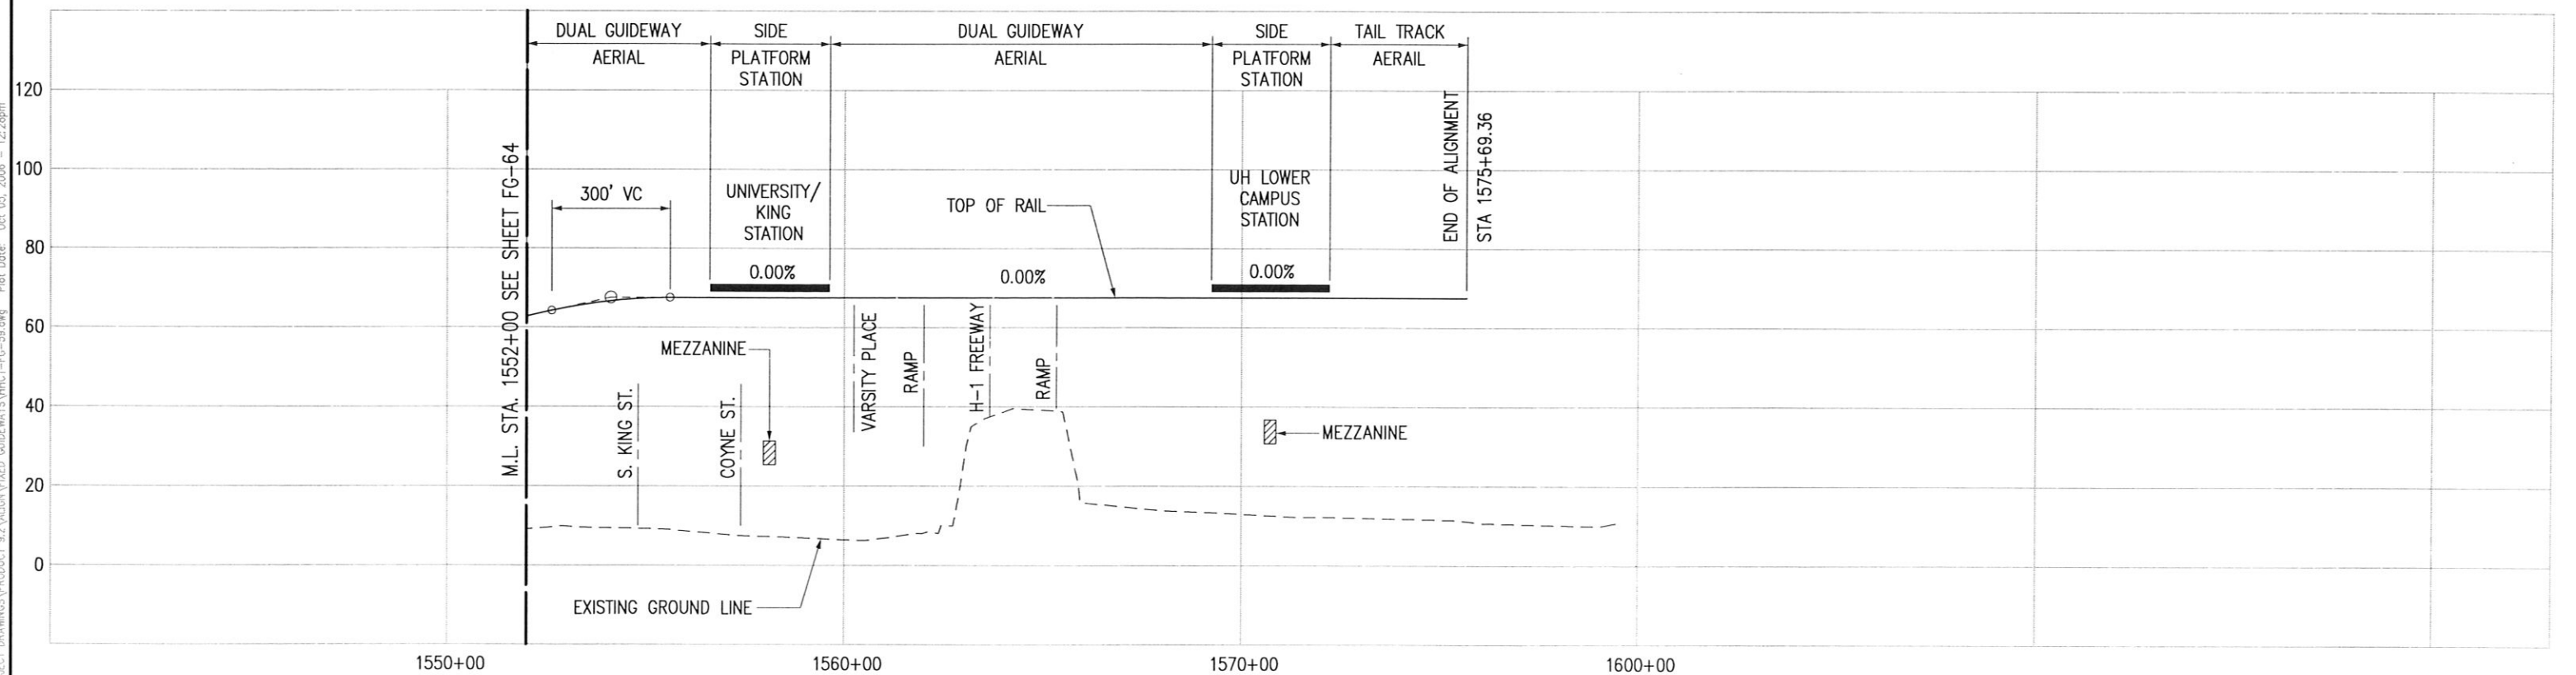 DUAL GUIDEWAY
AERIAL
SIDE
PLATFORM
STATION
DUAL GUIDEWAY
AERIAL
SIDE
PLATFORM
STATION
TAIL TRACK
AERAIL
120
100
80
60
40
20
0
M.L. STA. 1552+00 SEE SHEET FG-64
300' VC
UNIVERSITY/
KING
STATION
0.00%
TOP OF RAIL
0.00%
UH LOWER
CAMPUS
STATION
0.00%
END OF ALIGNMENT
STA 1575+69.36
S. KING ST.
COYNE ST.
MEZZANINE
VARSITY PLACE
RAMP
H-1 FREEWAY
RAMP
MEZZANINE
EXISTING GROUND LINE
1550+00
1560+00
1570+00
1600+00